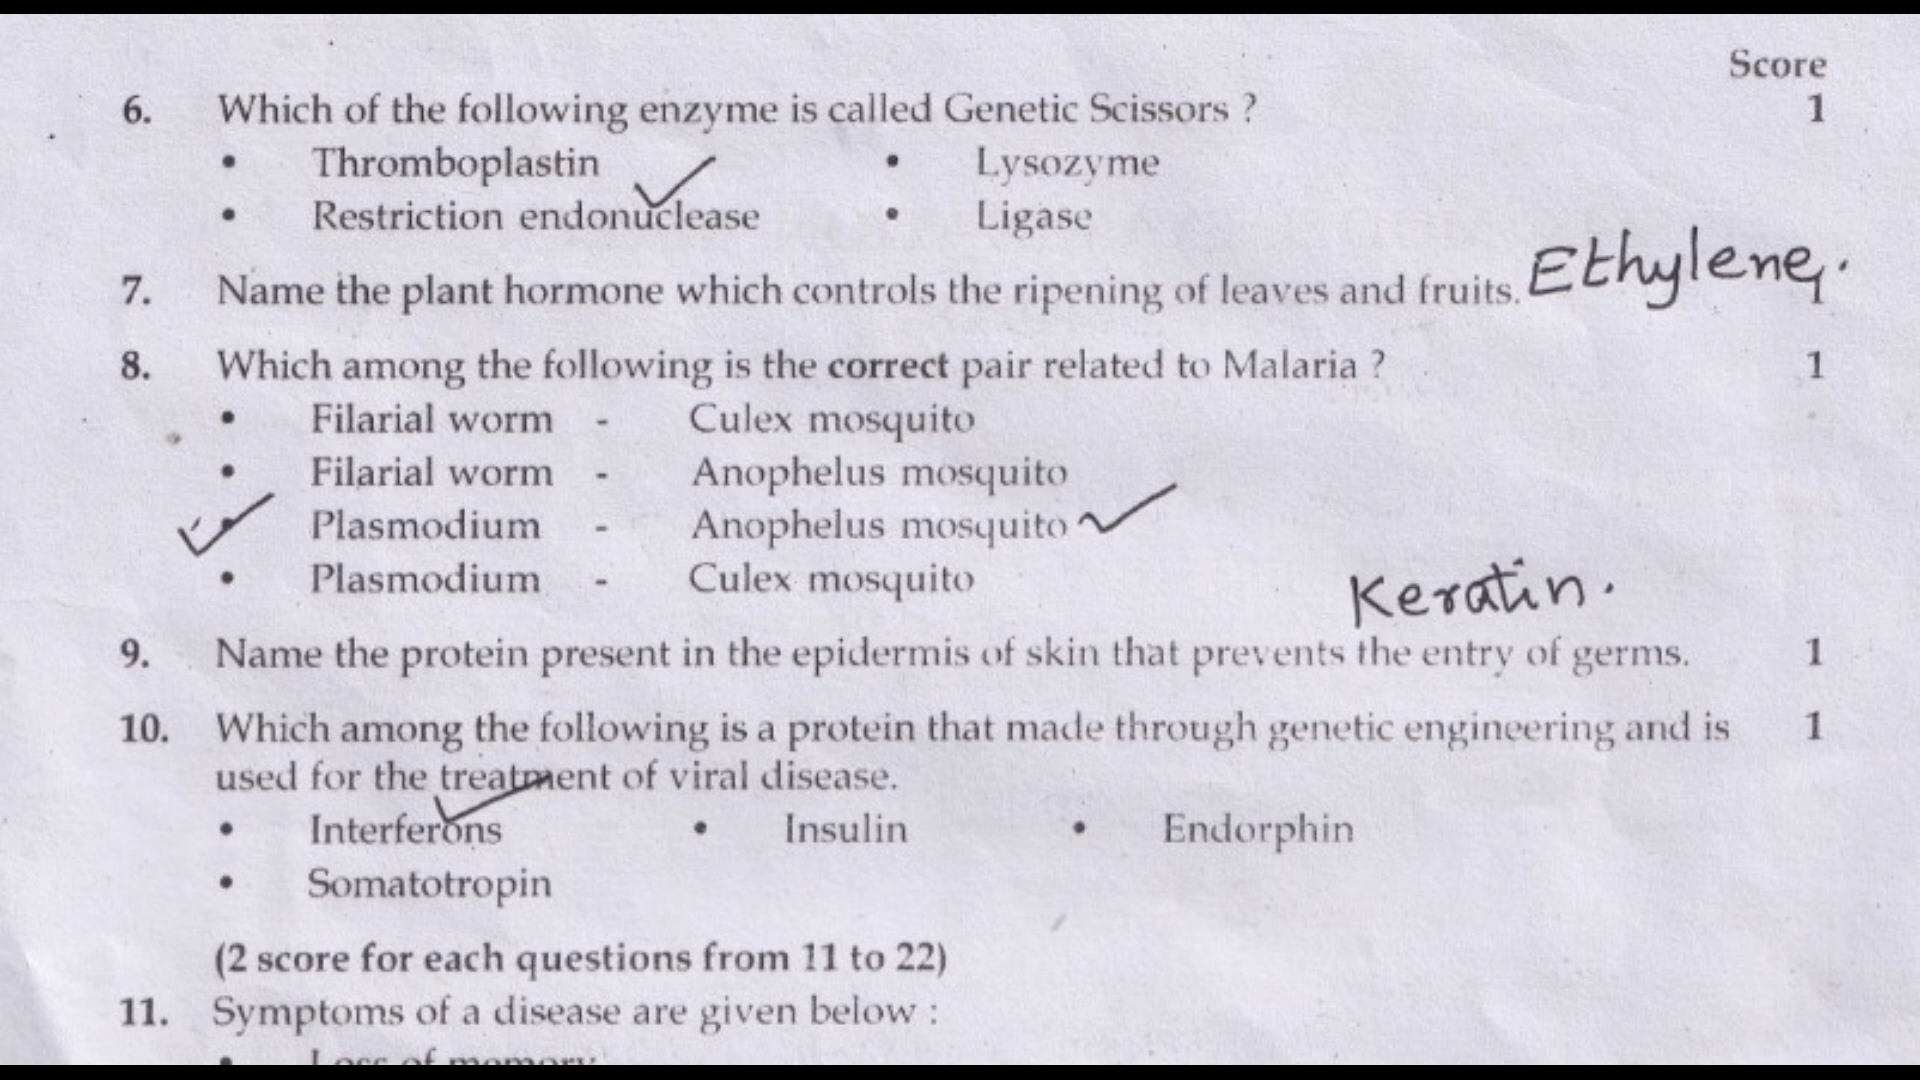 Score
6. Which of the following enzyme is called Genetic Scissors ? 1
• Thromboplastin • Lysozyme
• Restriction endonuclease • Ligase
7. Name the plant hormone which controls the ripening of leaves and fruits. Ethylene. 1
8. Which among the following is the correct pair related to Malaria ? 1
• Filarial worm - Culex mosquito
• Filarial worm - Anophelus mosquito
• Plasmodium - Anophelus mosquito
• Plasmodium - Culex mosquito
Keratin.
9. Name the protein present in the epidermis of skin that prevents the entry of germs. 1
10. Which among the following is a protein that made through genetic engineering and is 1
used for the treatment of viral disease.
• Interferons • Insulin • Endorphin
• Somatotropin
(2 score for each questions from 11 to 22)
11. Symptoms of a disease are given below :
• Loss of memory